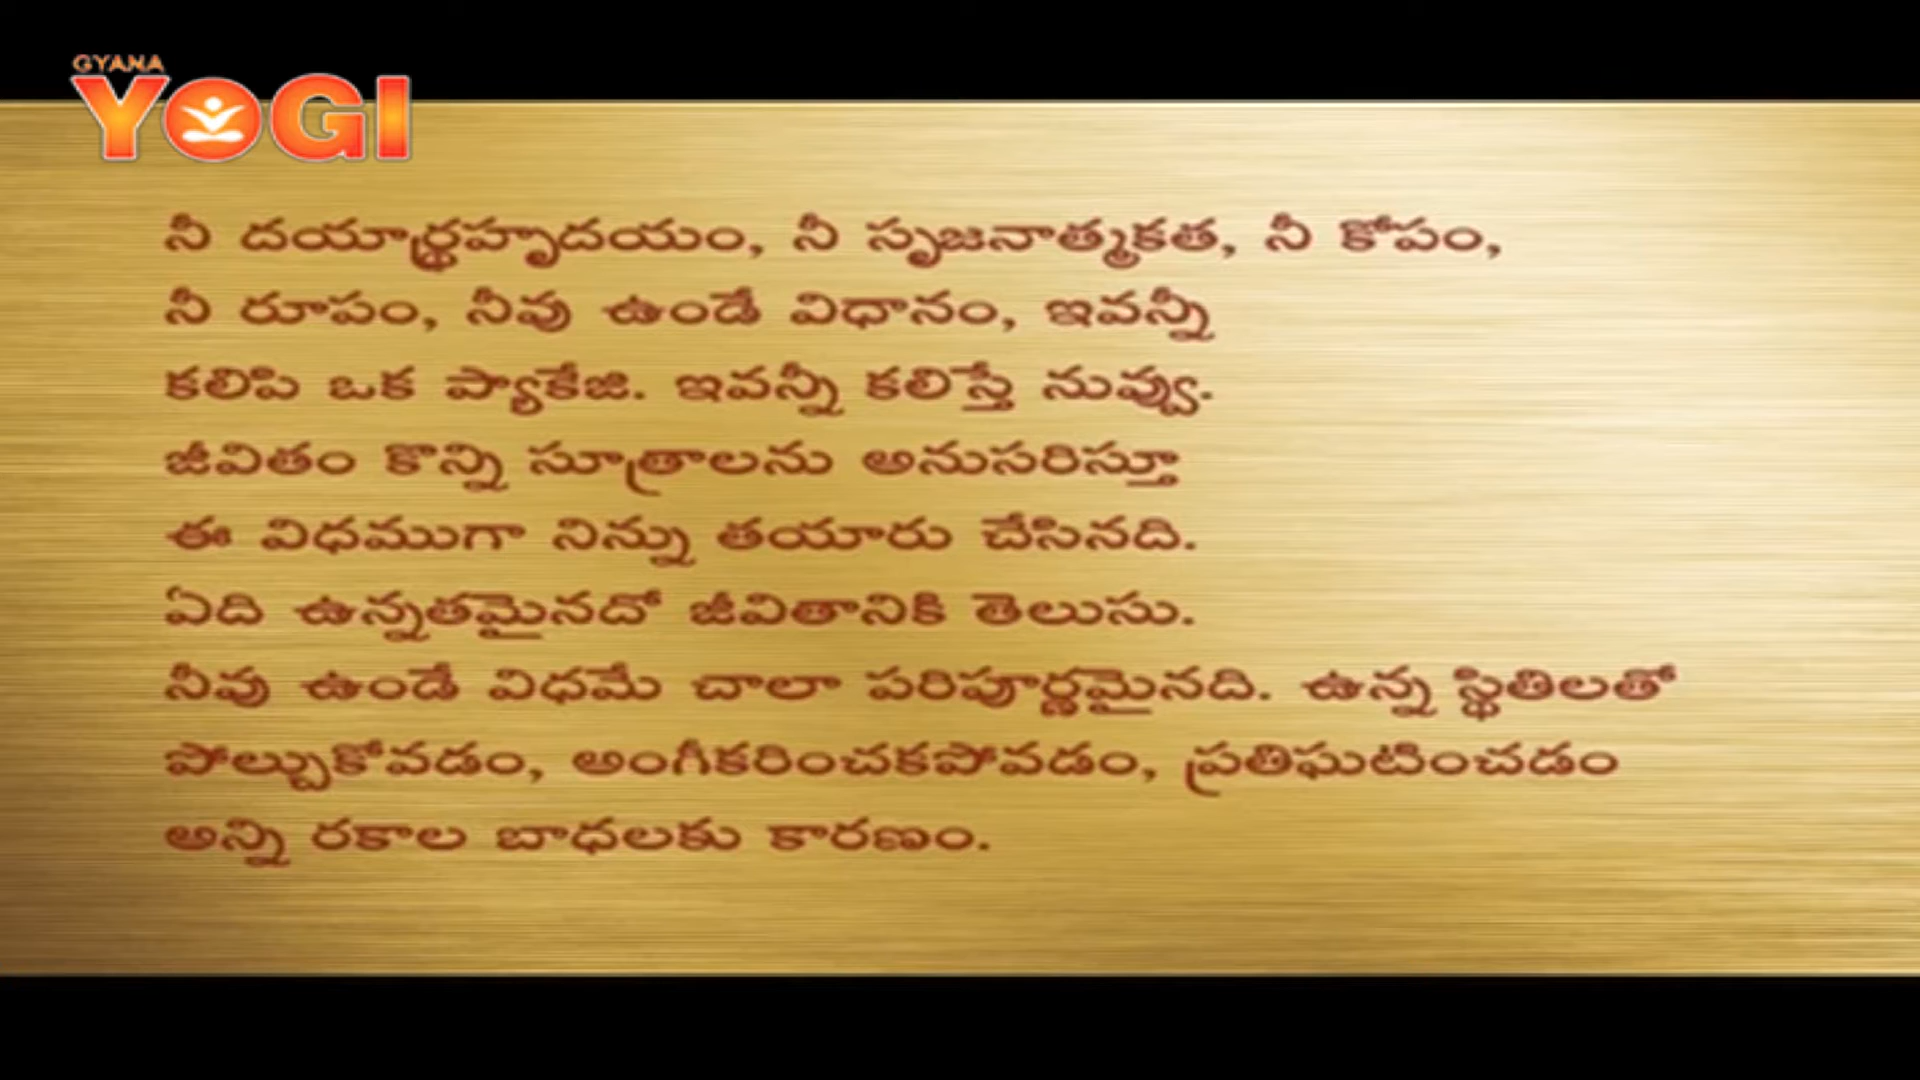 GYANA
YOGI
నీ దయార్థ్రహృదయం, నీ సృజనాత్మకత, నీ కోపం,
నీ రూపం, నీవు ఉండే విధానం, ఇవన్నీ
కలిపి ఒక ప్యాకేజి. ఇవన్నీ కలిస్తే నువ్వు.
జీవితం కొన్ని సూత్రాలను అనుసరిస్తూ
ఈ విధముగా నిన్ను తయారు చేసినది.
ఏది ఉన్నతమైనదో జీవితానికి తెలుసు.
నీవు ఉండే విధమే చాలా పరిపూర్ణమైనది. ఉన్న స్థితిలతో
పోల్చుకోవడం, అంగీకరించకపోవడం, ప్రతిఘటించడం
అన్ని రకాల బాధలకు కారణం.